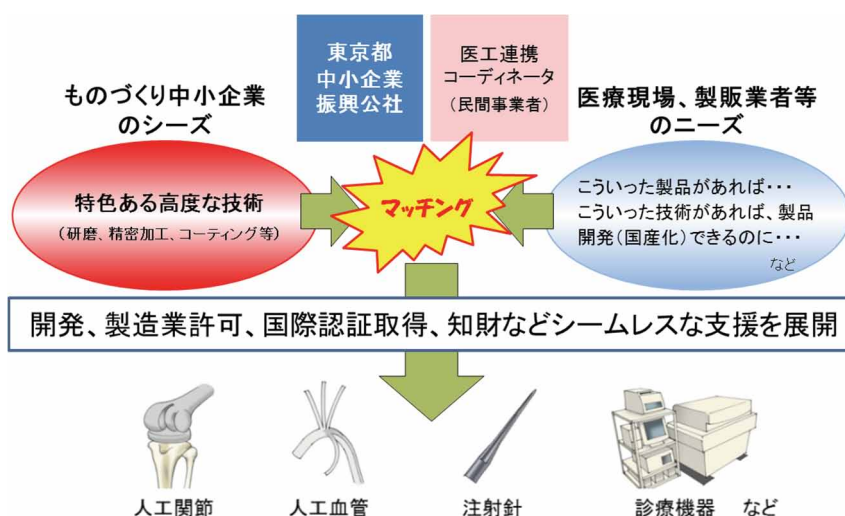 東京都
中小企業
振興公社
医工連携
コーディネータ
（民間事業者）
ものづくり中小企業
のシーズ
医療現場、製販業者等
のニーズ
特色ある高度な技術
（研磨、精密加工、コーティング等）
マッチング
こういった製品があれば・・・
こういった技術があれば、製品
開発（国産化）できるのに・・・
など
開発、製造業許可、国際認証取得、知財などシームレスな支援を展開
人工関節
人工血管
注射針
診療機器 など